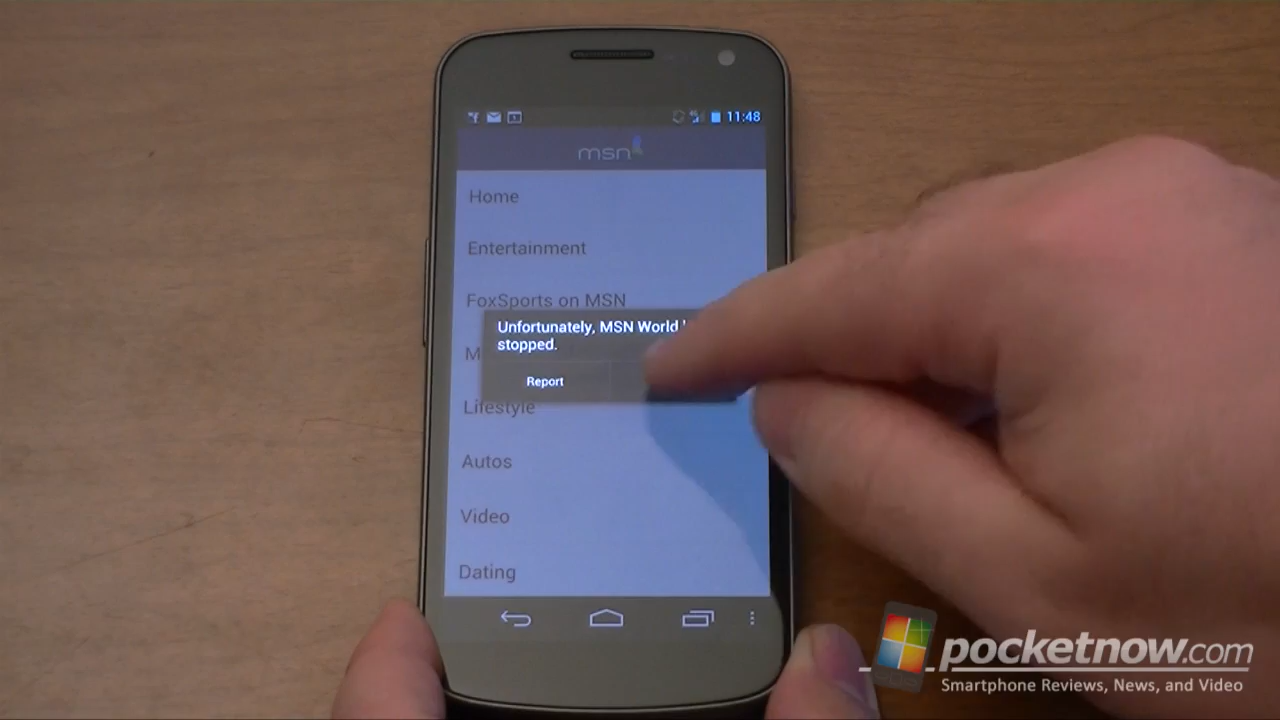 11:48
msn
Home
Entertainment
FoxSports on MSN
Unfortunately, MSN World
stopped.
Report
Lifestyle
Autos
Video
Dating
pocketnow.com
Smartphone Reviews, News, and Video